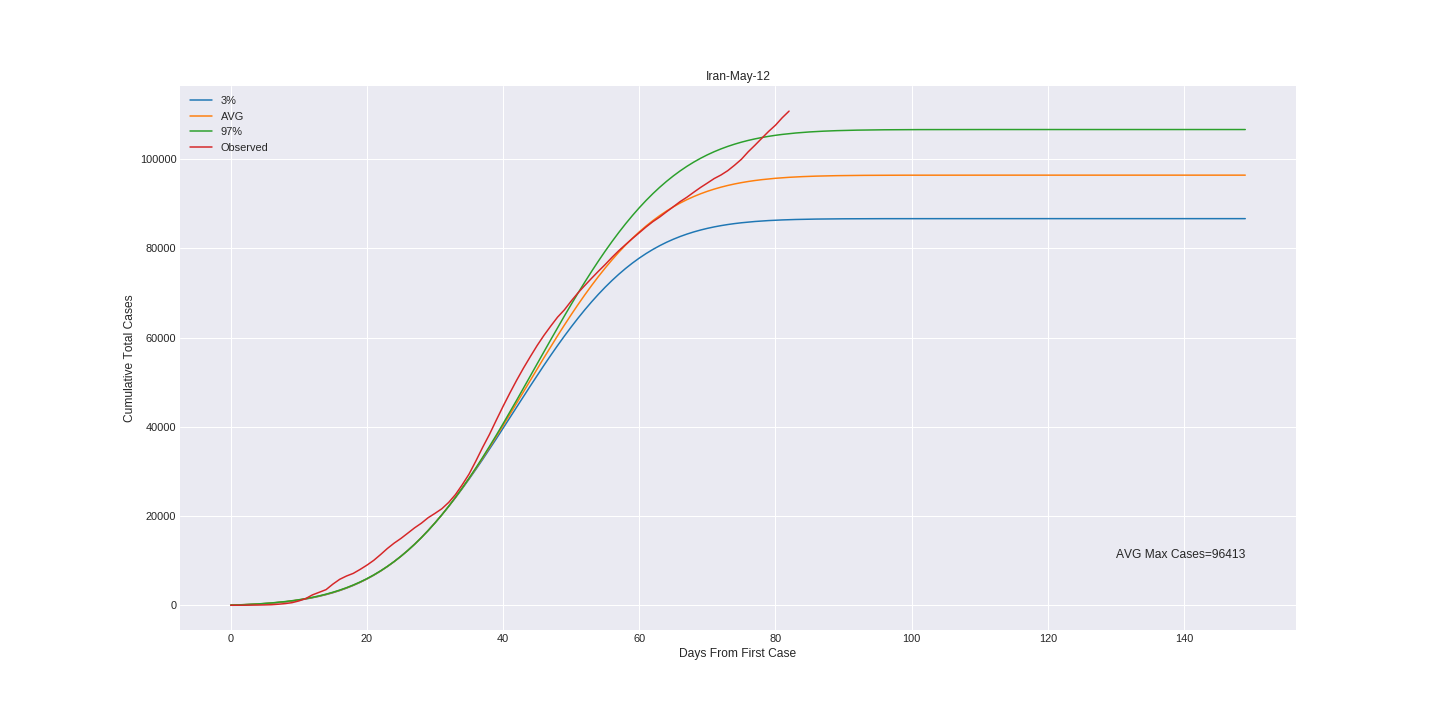 Iran-May-12
3%
AVG
97%
Observed
100000
80000
60000
40000
20000
0
Cumulative Total Cases
AVG Max Cases=96413
0 20 40 60 80 100 120 140
Days From First Case